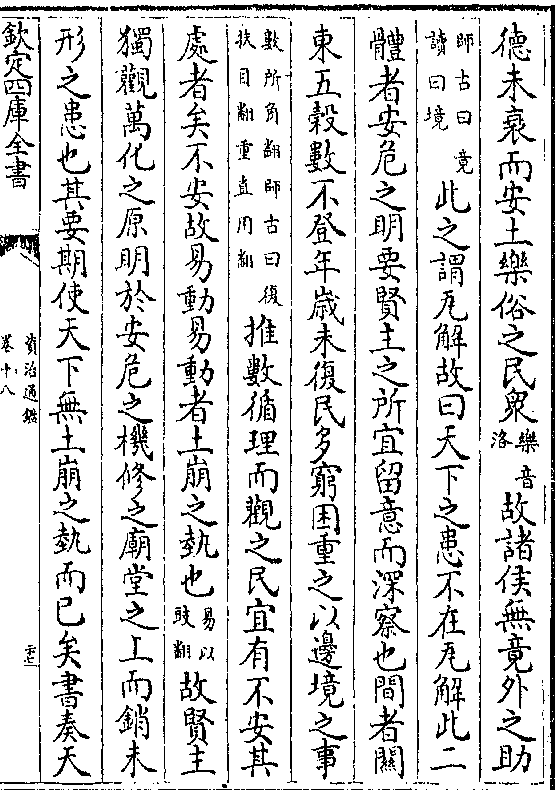 德未衰而安土樂俗之民衆樂音洛故諸侯無竟外之助
師古曰竟讀曰境此之謂瓦解故曰天下之患不在瓦解此二
體者安危之明要賢主之所宜留意而深察也間者關
東五穀數不登年歲未復民多窮困重之以邊境之事
數所角翻師古曰復扶目翻重直用翻推數循理而觀之民宜有不安其
處者矣不安故易動易動者土崩之埶也易以豉翻故賢主
獨觀萬化之原明於安危之機修之廟堂之上而銷未
形之患也其要期使天下無土崩之埶而已矣書奏天
欽定四庫全書
資治通鑑
卷十八